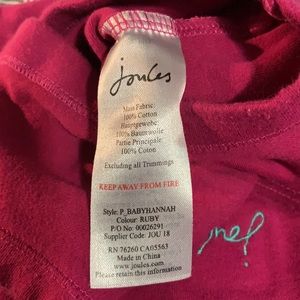 Joules
Main Fabric:
100% Cotton
Hauptgewebe:
100% Baumwolle
Partie Principale:
100% Coton
Excluding all Trimmings
KEEP AWAY FROM FIRE
Style: P_BABYHANNAH
Colour: RUBY
P/O No: 00026291
Supplier Code: JOU 18
RN 76260 CA05563
Made in China
www.joules.com
Please retain this information